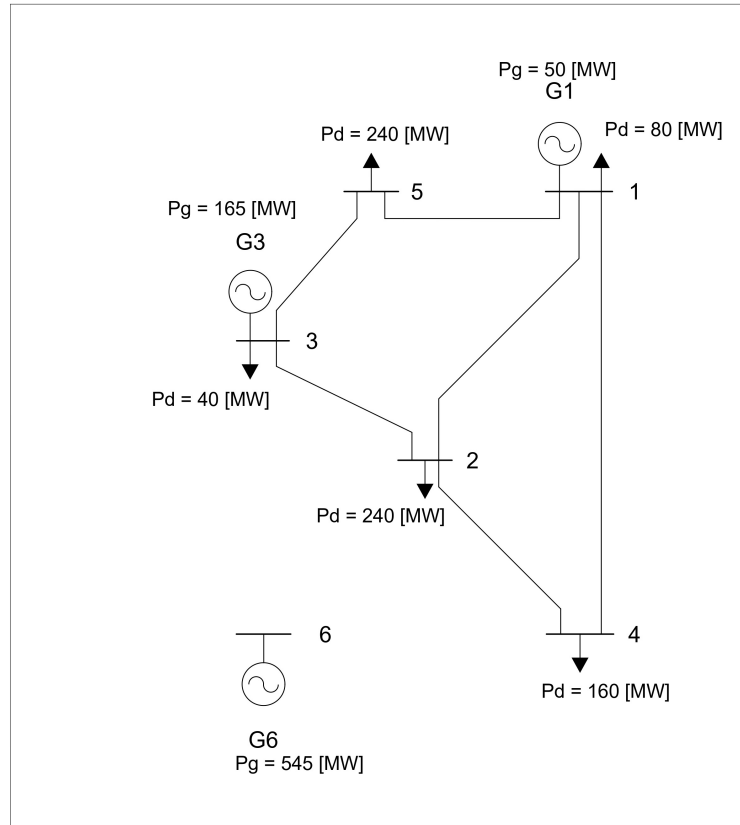 Pg = 50 [MW]
G1
Pd = 240 [MW]
Pd = 80 [MW]
5
1
Pg = 165 [MW]
G3
3
Pd = 40 [MW]
2
Pd = 240 [MW]
6
4
Pd = 160 [MW]
G6
Pg = 545 [MW]